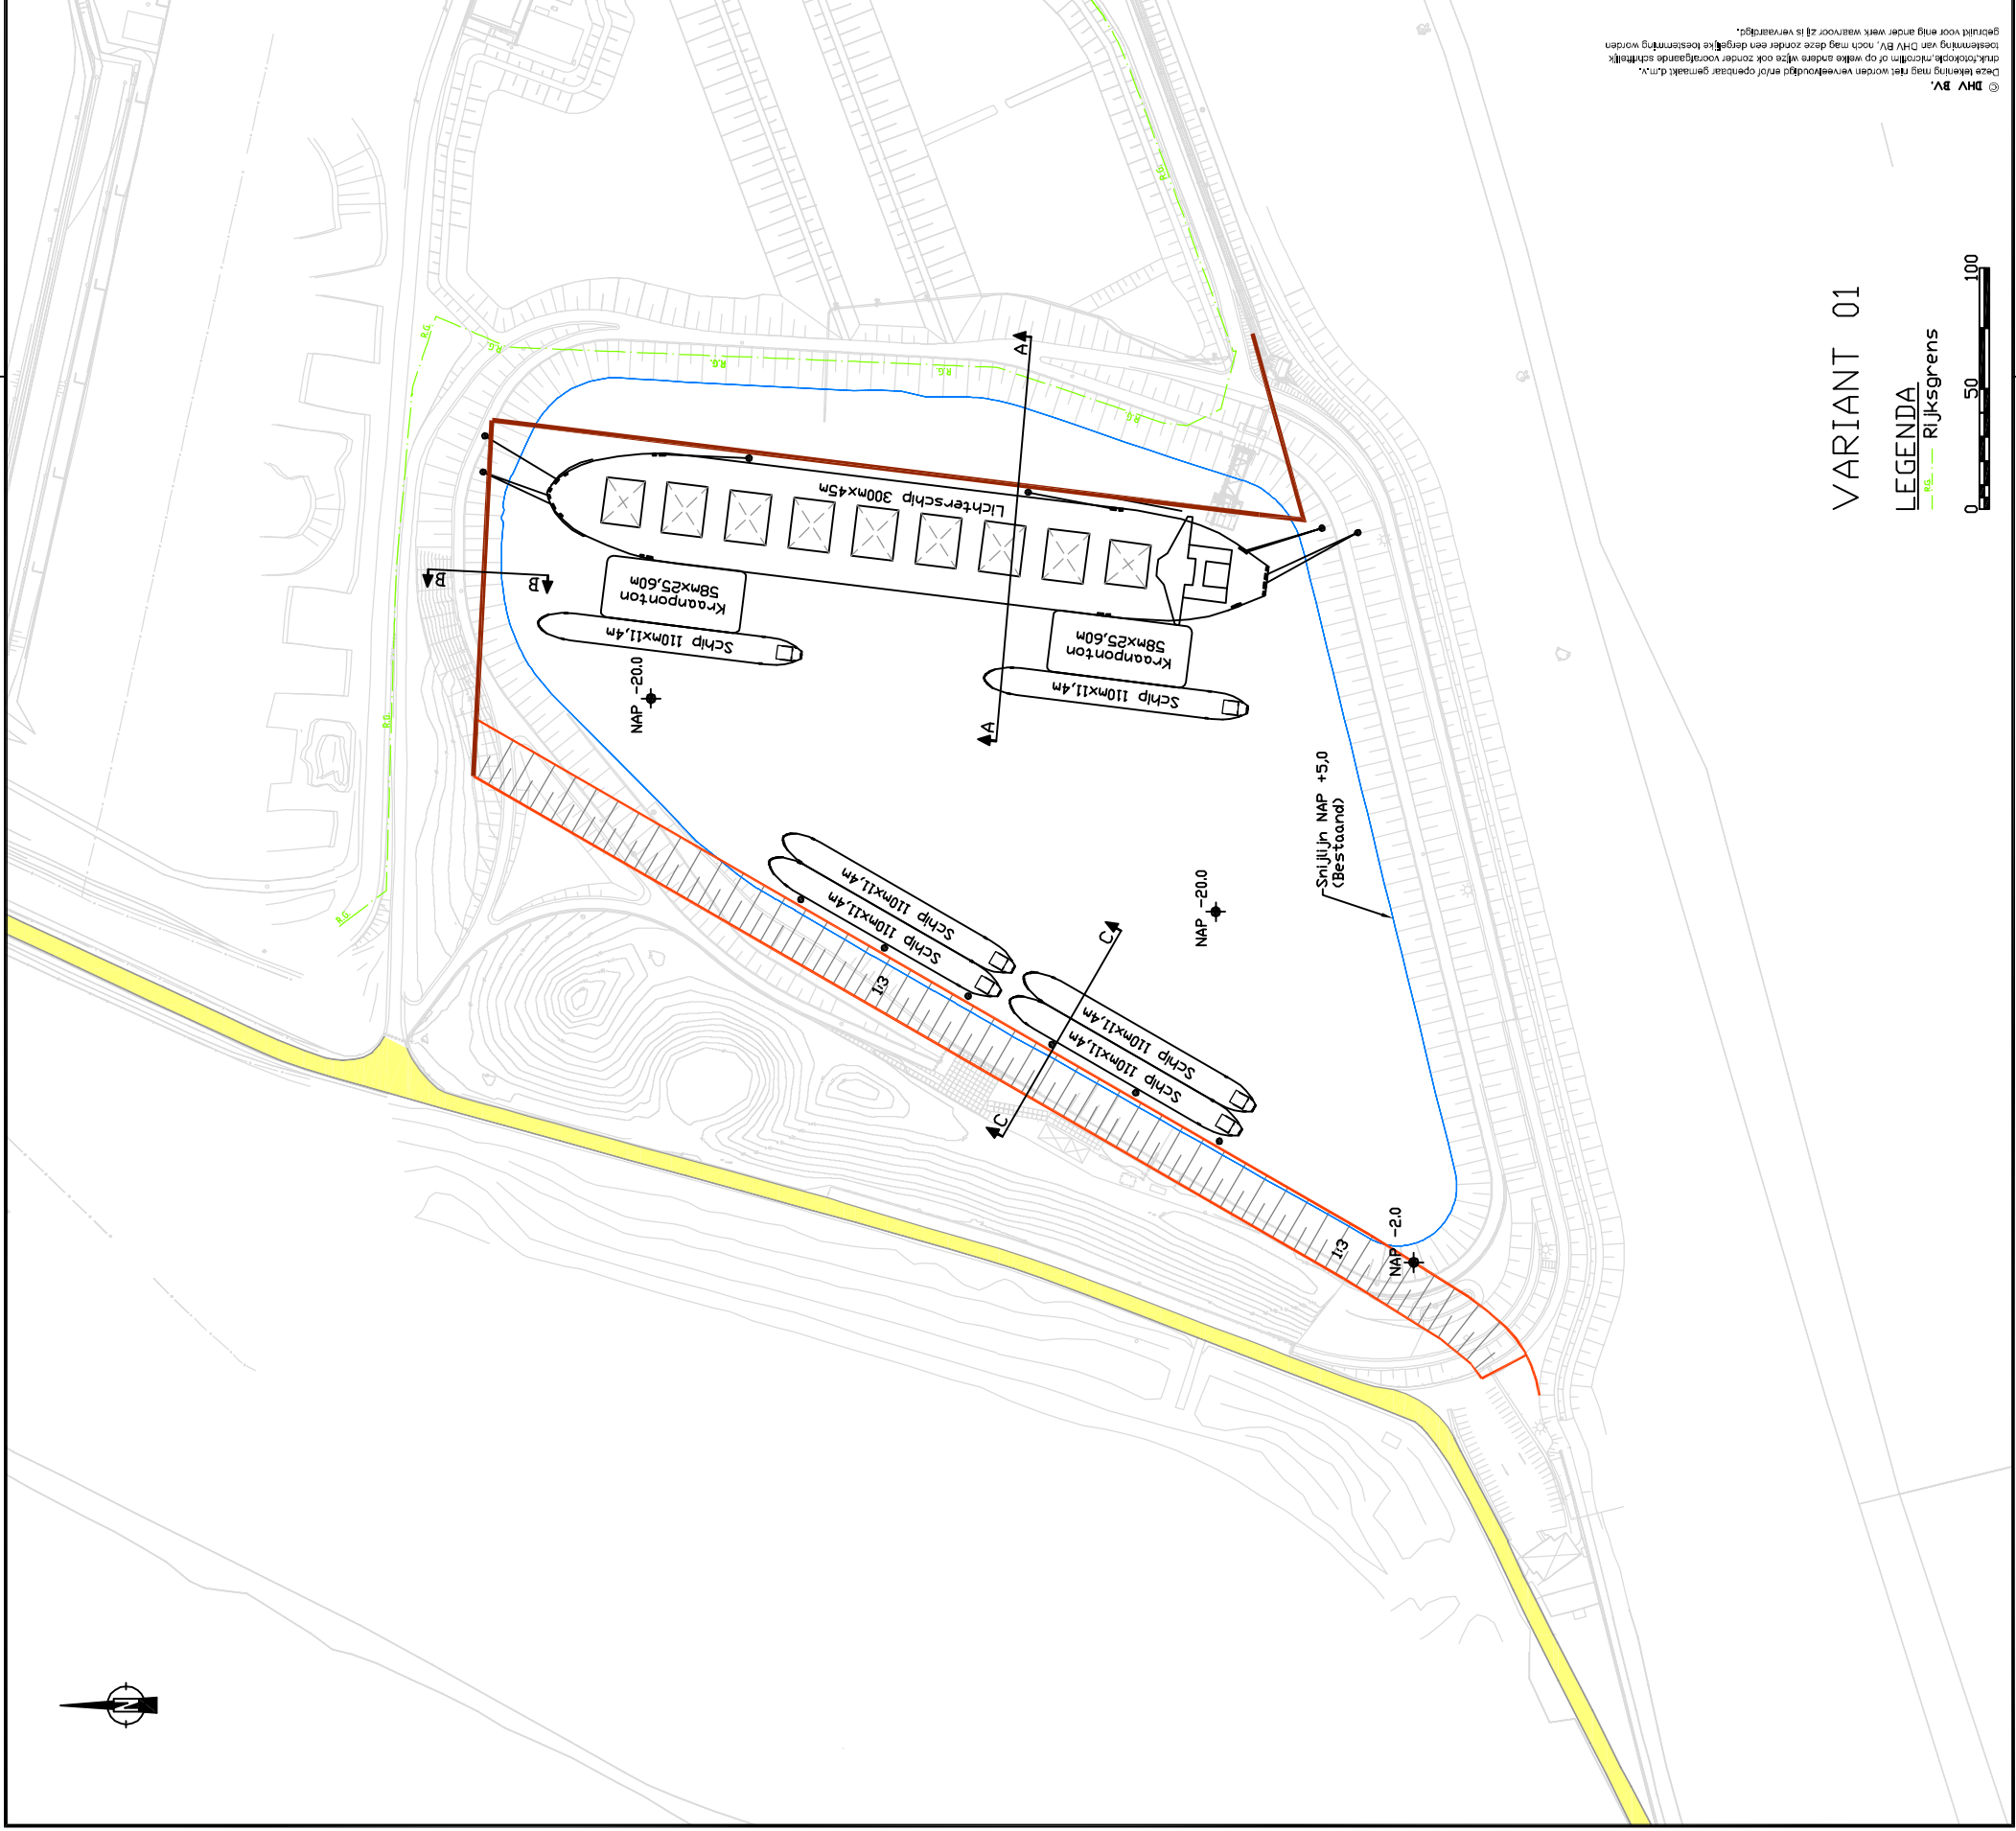 © DHV BV.
Deze tekening mag niet worden verveelvoudigd en/of openbaar gemaakt d.m.v.
druk,fotokopie,microfilm of op welke andere wijze ook zonder voorafgaande schriftelijk
toestemming van DHV BV, noch mag deze zonder een dergelijke toestemming worden
gebruikt voor enig ander werk waarvoor zij is vervaardigd.
R.G.
R.G.
R.G.
R.G.
R.G.
R.G.
R.G.
R.G.
A
A
B
B
C
C
Lichterschip 300mx45m
Kraanponton
58mx25,60m
Schip 110mx11,4m
Kraanponton
58mx25,60m
Schip 110mx11,4m
NAP -20.0
Schip 110mx11,4m
Schip 110mx11,4m
Schip 110mx11,4m
Schip 110mx11,4m
NAP -20.0
Snijlijn NAP +5,0
(Bestaand)
1:3
1:3
NAP -2.0
N
VARIANT 01
LEGENDA
R.G. Rijksgrens
0 50 100